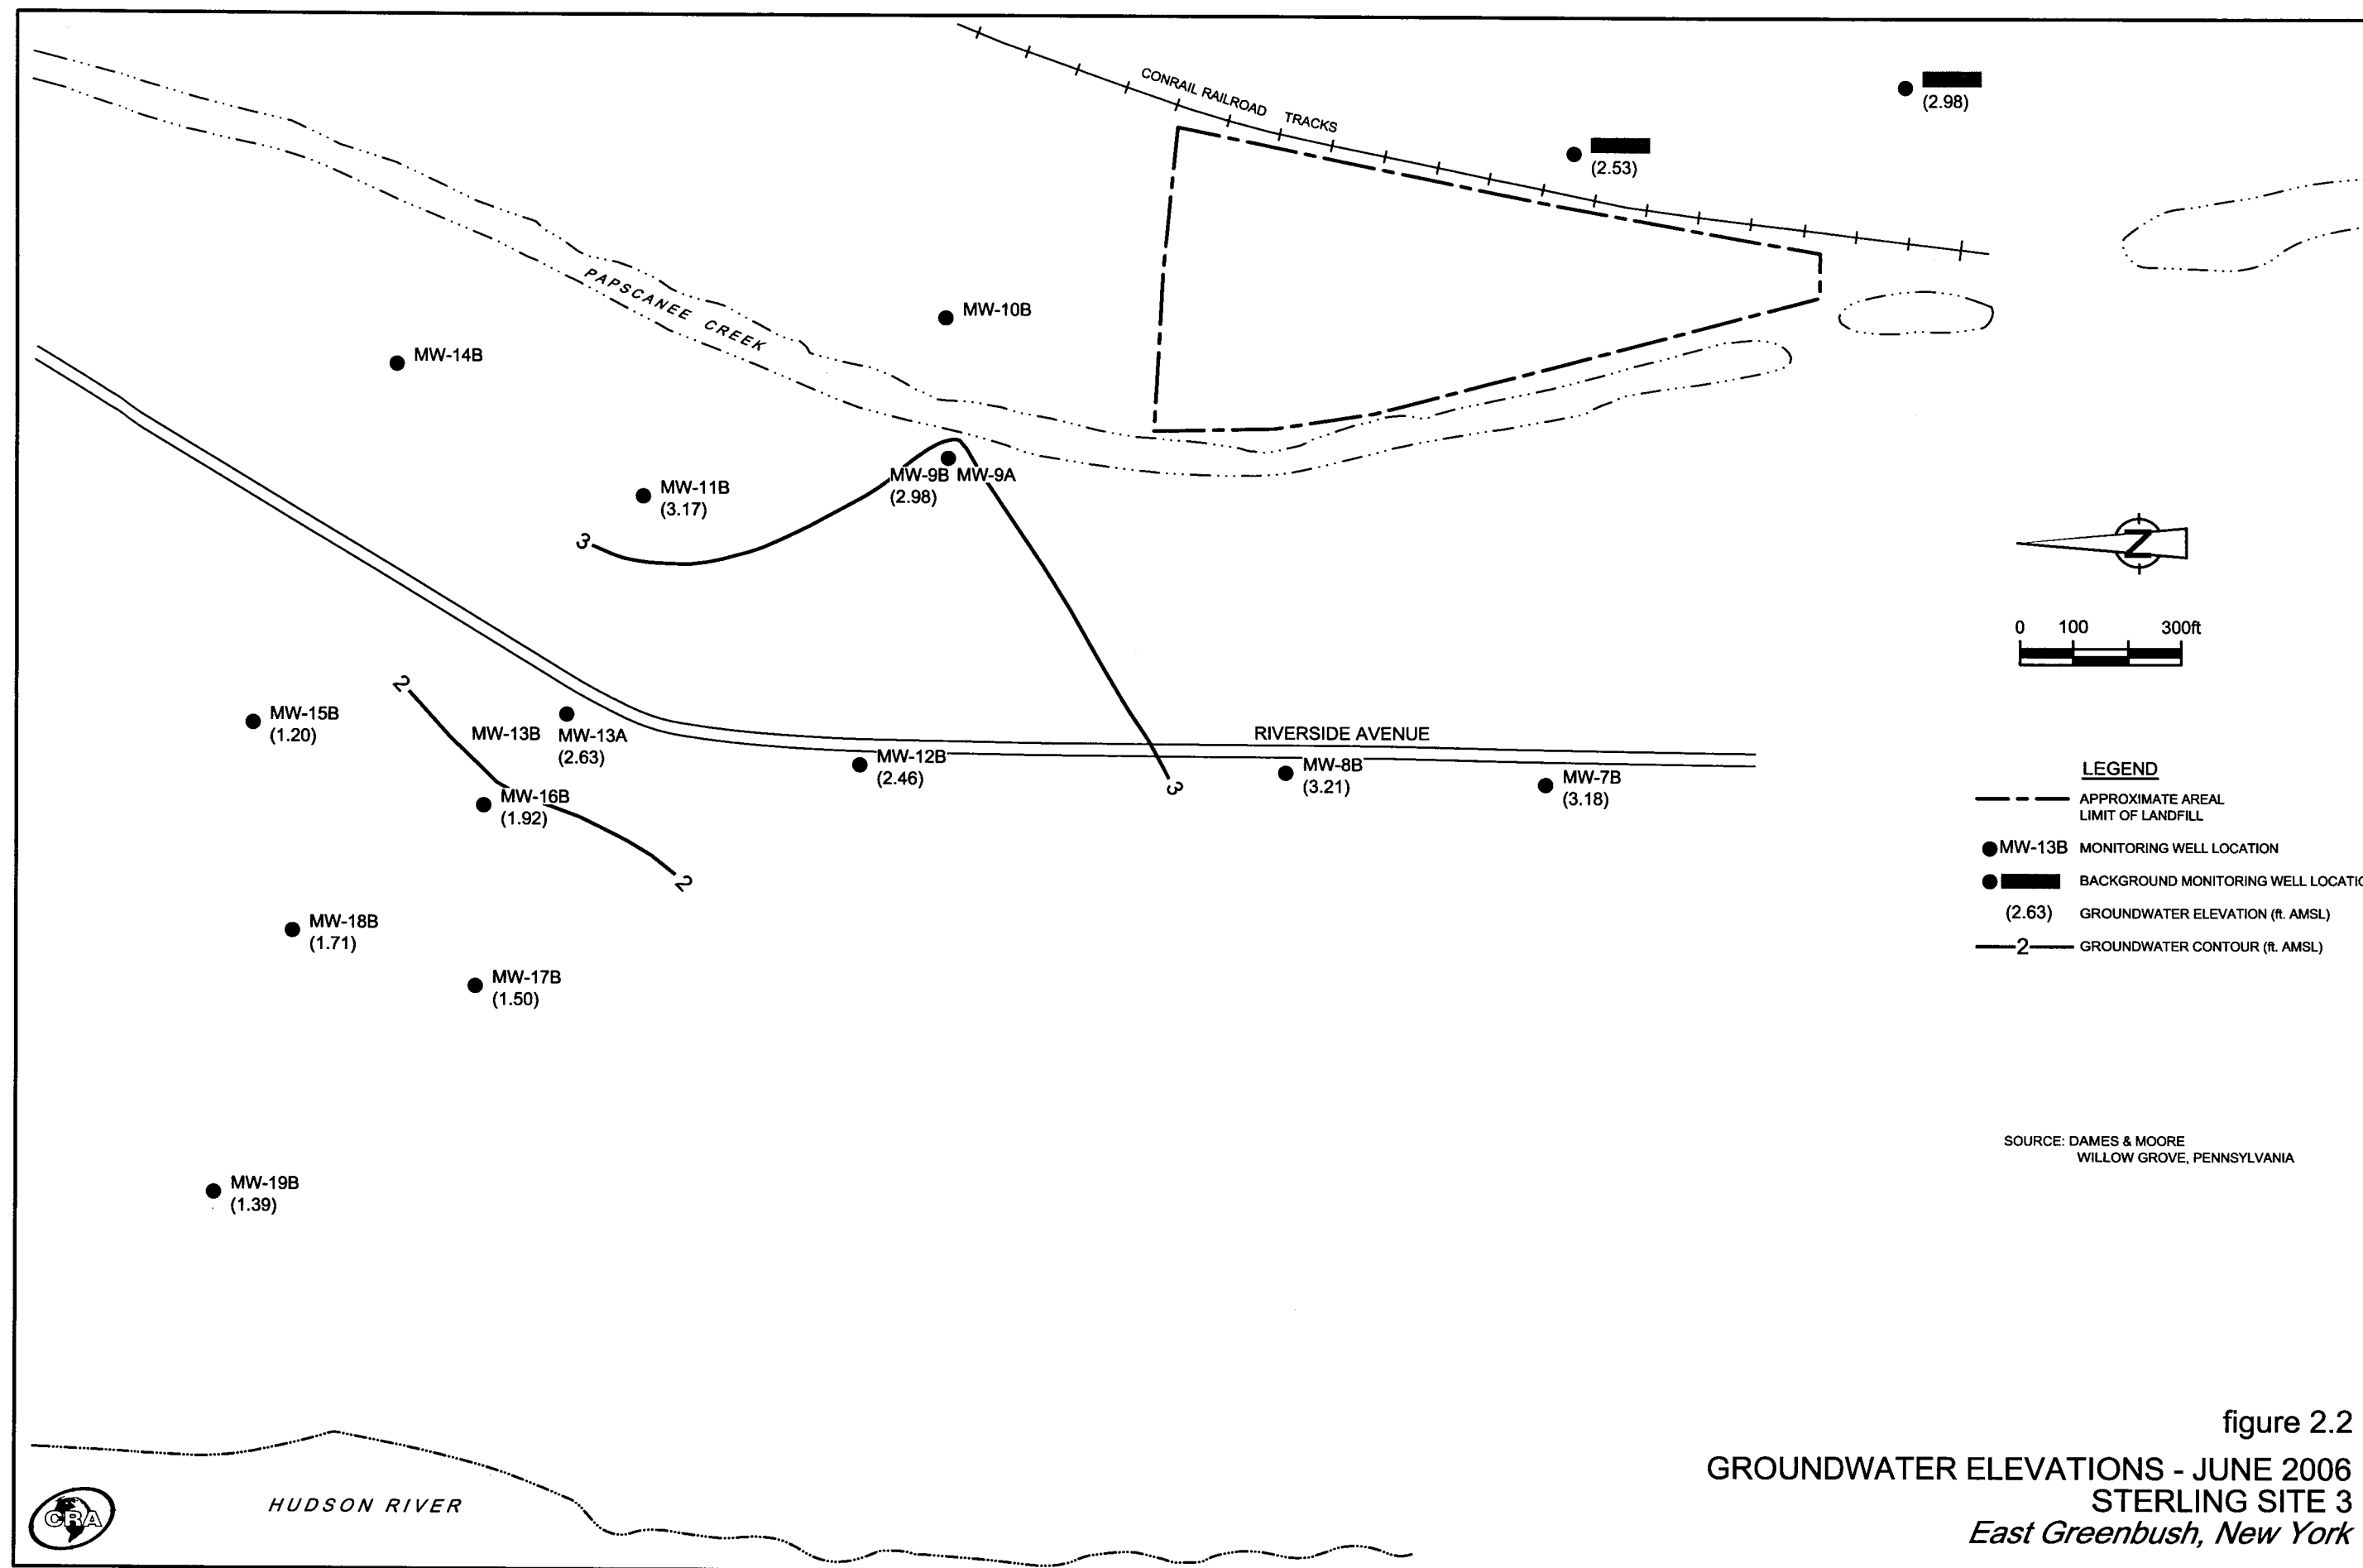 CONRAIL RAILROAD TRACKS
(2.98)
(2.53)
PAPSCANEE CREEK
MW-10B
MW-14B
MW-9B MW-9A
(2.98)
MW-11B
(3.17)
3
N
0 100 300ft
2
MW-15B
(1.20)
MW-13B MW-13A
(2.63)
RIVERSIDE AVENUE
MW-12B
(2.46)
MW-8B
(3.21)
MW-7B
(3.18)
3
MW-16B
(1.92)
2
LEGEND
APPROXIMATE AREAL
LIMIT OF LANDFILL
MW-13B MONITORING WELL LOCATION
BACKGROUND MONITORING WELL LOCATIO
(2.63) GROUNDWATER ELEVATION (ft. AMSL)
2 GROUNDWATER CONTOUR (ft. AMSL)
MW-18B
(1.71)
MW-17B
(1.50)
SOURCE: DAMES & MOORE
WILLOW GROVE, PENNSYLVANIA
MW-19B
(1.39)
HUDSON RIVER
CRA
figure 2.2
GROUNDWATER ELEVATIONS - JUNE 2006
STERLING SITE 3
East Greenbush, New York